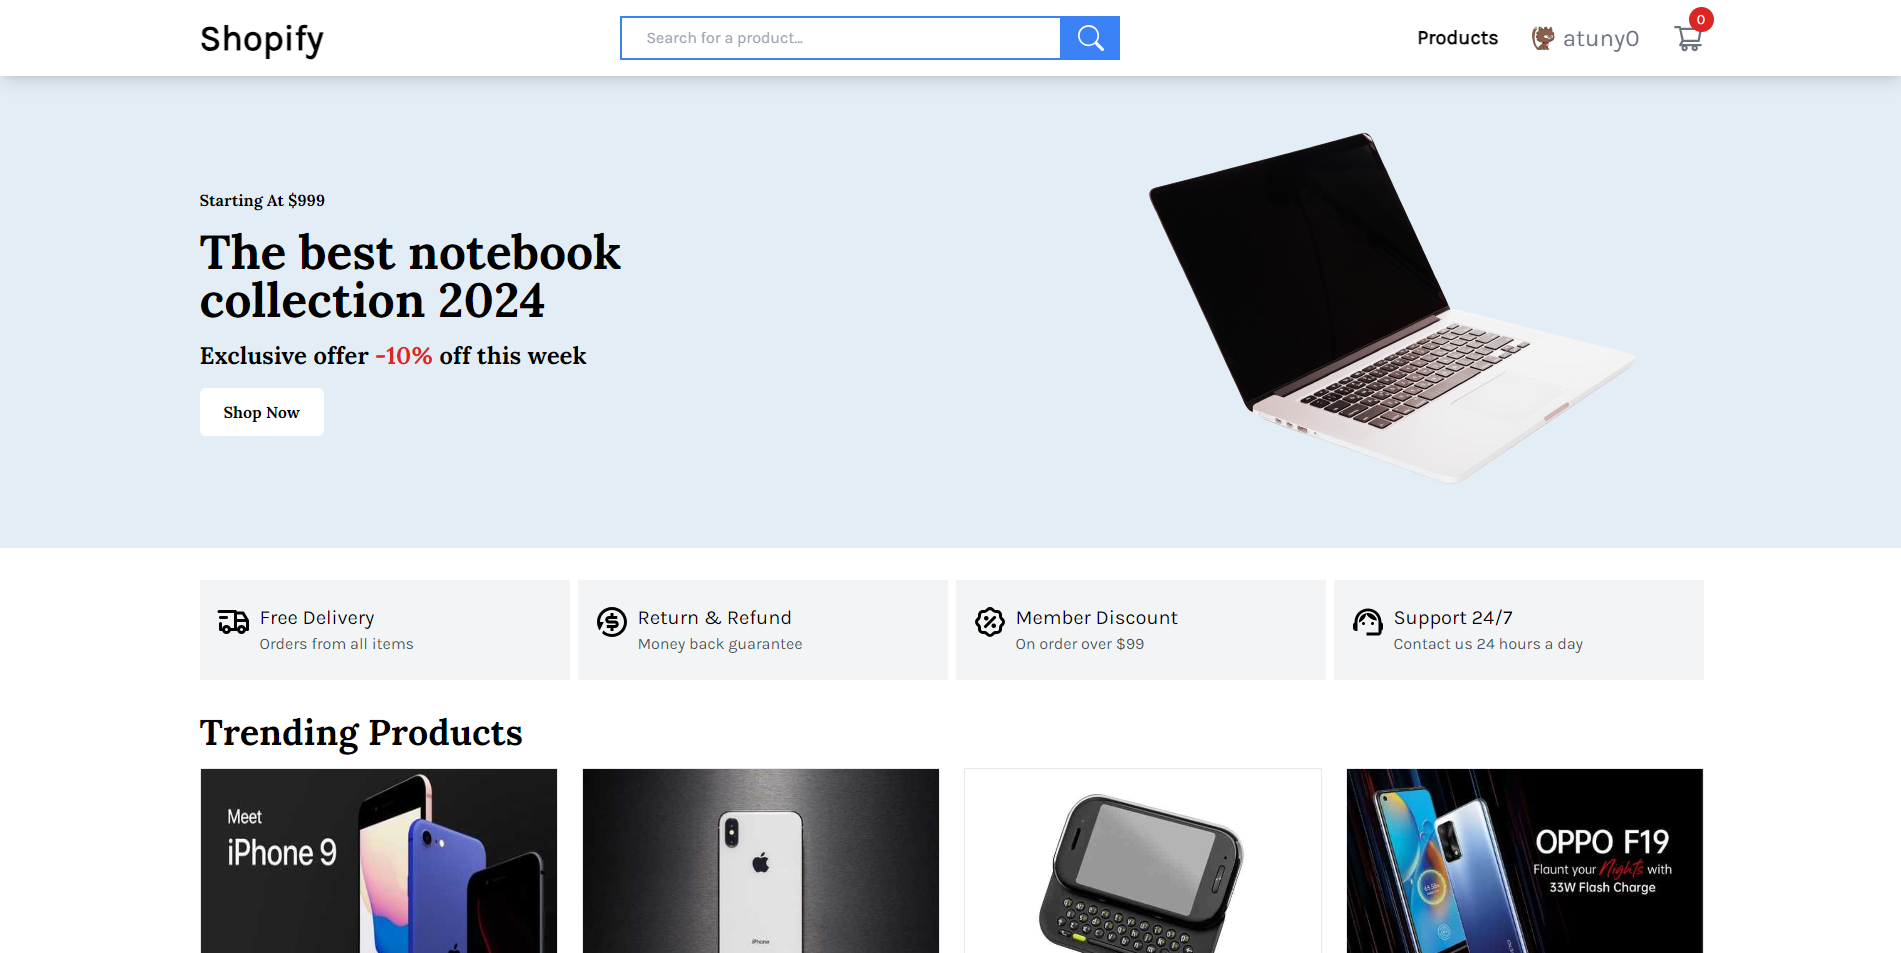 Shopify
Search for a product...
Products
atuny0
0
Starting At $999
The best notebook
collection 2024
Exclusive offer -10% off this week
Shop Now
Free Delivery
Orders from all items
Return & Refund
Money back guarantee
Member Discount
On order over $99
Support 24/7
Contact us 24 hours a day
Trending Products
Meet
iPhone 9
iPhone
OPPO F19
Flaunt your Nights with
33W Flash Charge